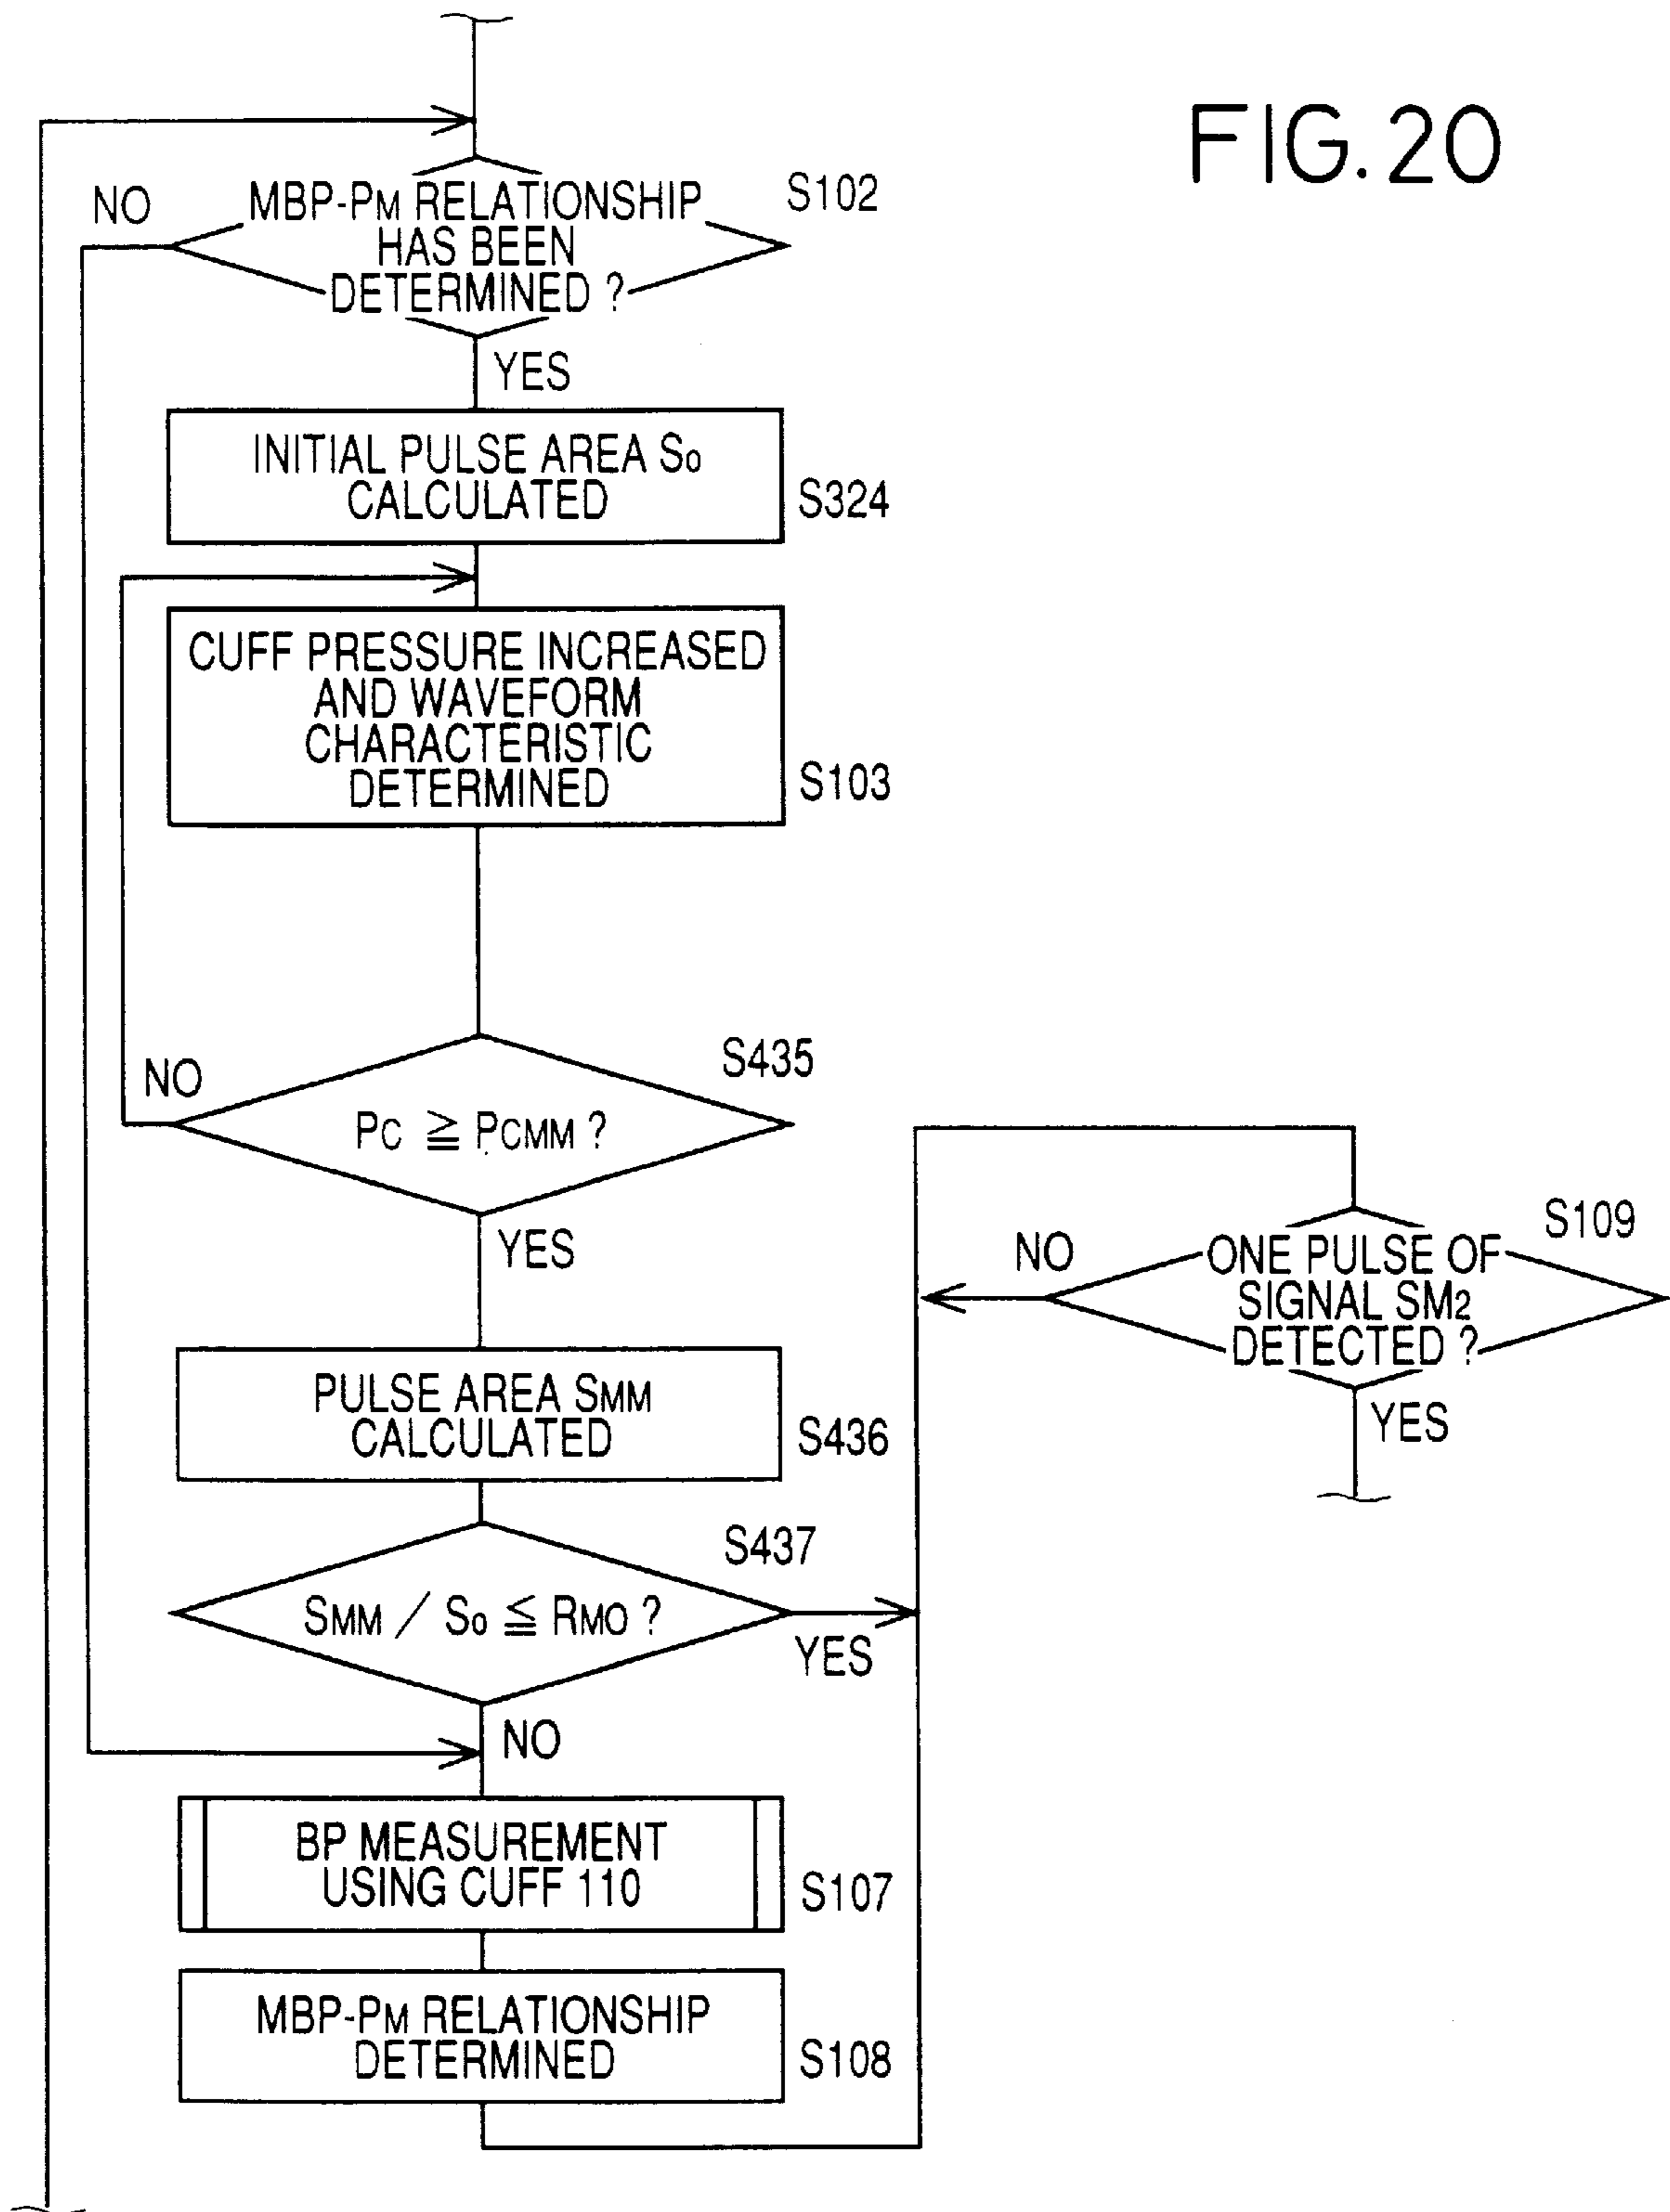 FIG.20
NO
MBP-PM RELATIONSHIP
HAS BEEN
DETERMINED ?
S102
YES
INITIAL PULSE AREA S0
CALCULATED
S324
CUFF PRESSURE INCREASED
AND WAVEFORM
CHARACTERISTIC
DETERMINED
S103
NO
S435
PC ≧ PCMM ?
YES
PULSE AREA SMM
CALCULATED
S436
S437
SMM / S0 ≦ RMO ?
YES
NO
BP MEASUREMENT
USING CUFF 110
S107
MBP-PM RELATIONSHIP
DETERMINED
S108
S109
NO
ONE PULSE OF
SIGNAL SM2
DETECTED ?
YES